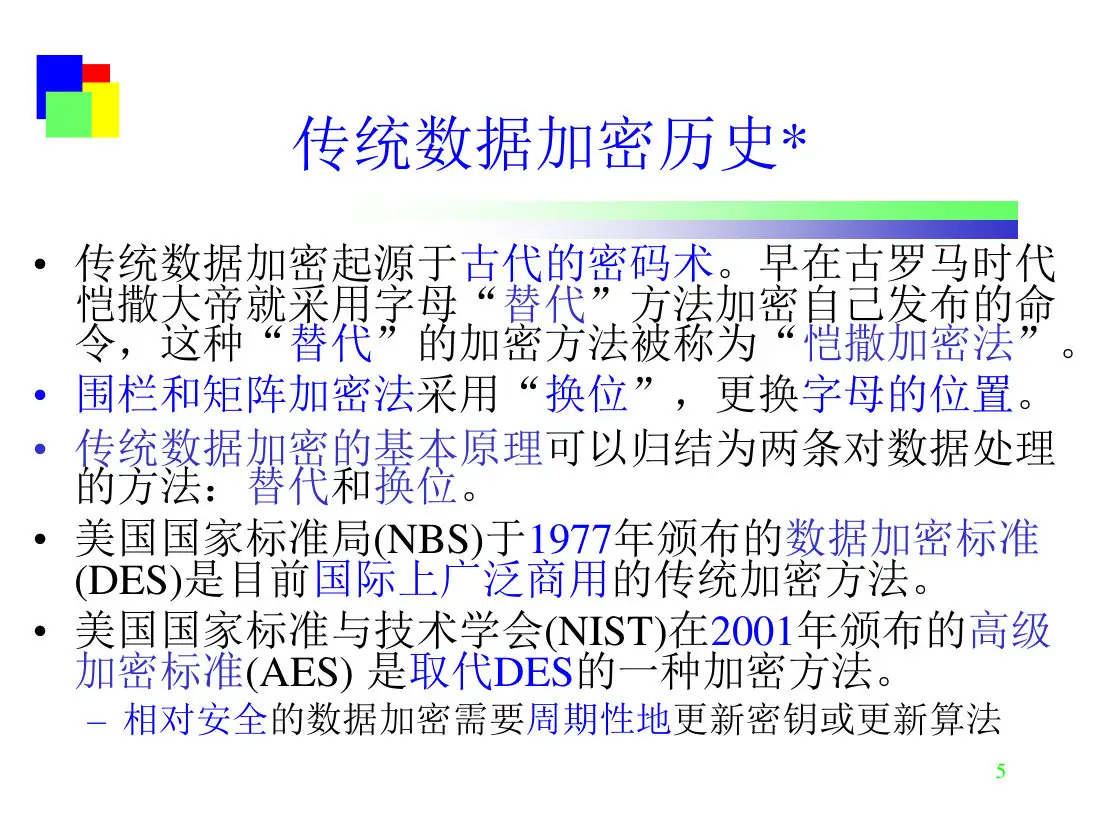 传统数据加密历史*
• 传统数据加密起源于古代的密码术。早在古罗马时代
恺撒大帝就采用字母“替代”方法加密自己发布的命
令，这种“替代”的加密方法被称为“恺撒加密法”。
• 围栏和矩阵加密法采用“换位”，更换字母的位置。
• 传统数据加密的基本原理可以归结为两条对数据处理
的方法：替代和换位。
• 美国国家标准局(NBS)于1977年颁布的数据加密标准
(DES)是目前国际上广泛商用的传统加密方法。
• 美国国家标准与技术学会(NIST)在2001年颁布的高级
加密标准(AES) 是取代DES的一种加密方法。
– 相对安全的数据加密需要周期性地更新密钥或更新算法
5